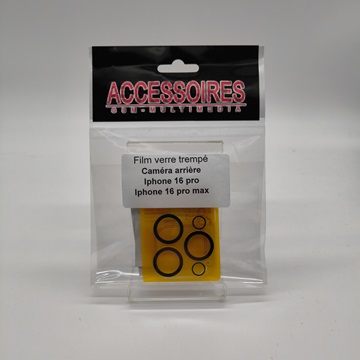 ACCESSOIRES
GSM-MULTIMEDIA
Film verre trempé
Caméra arrière
Iphone 16 pro
Iphone 16 pro max